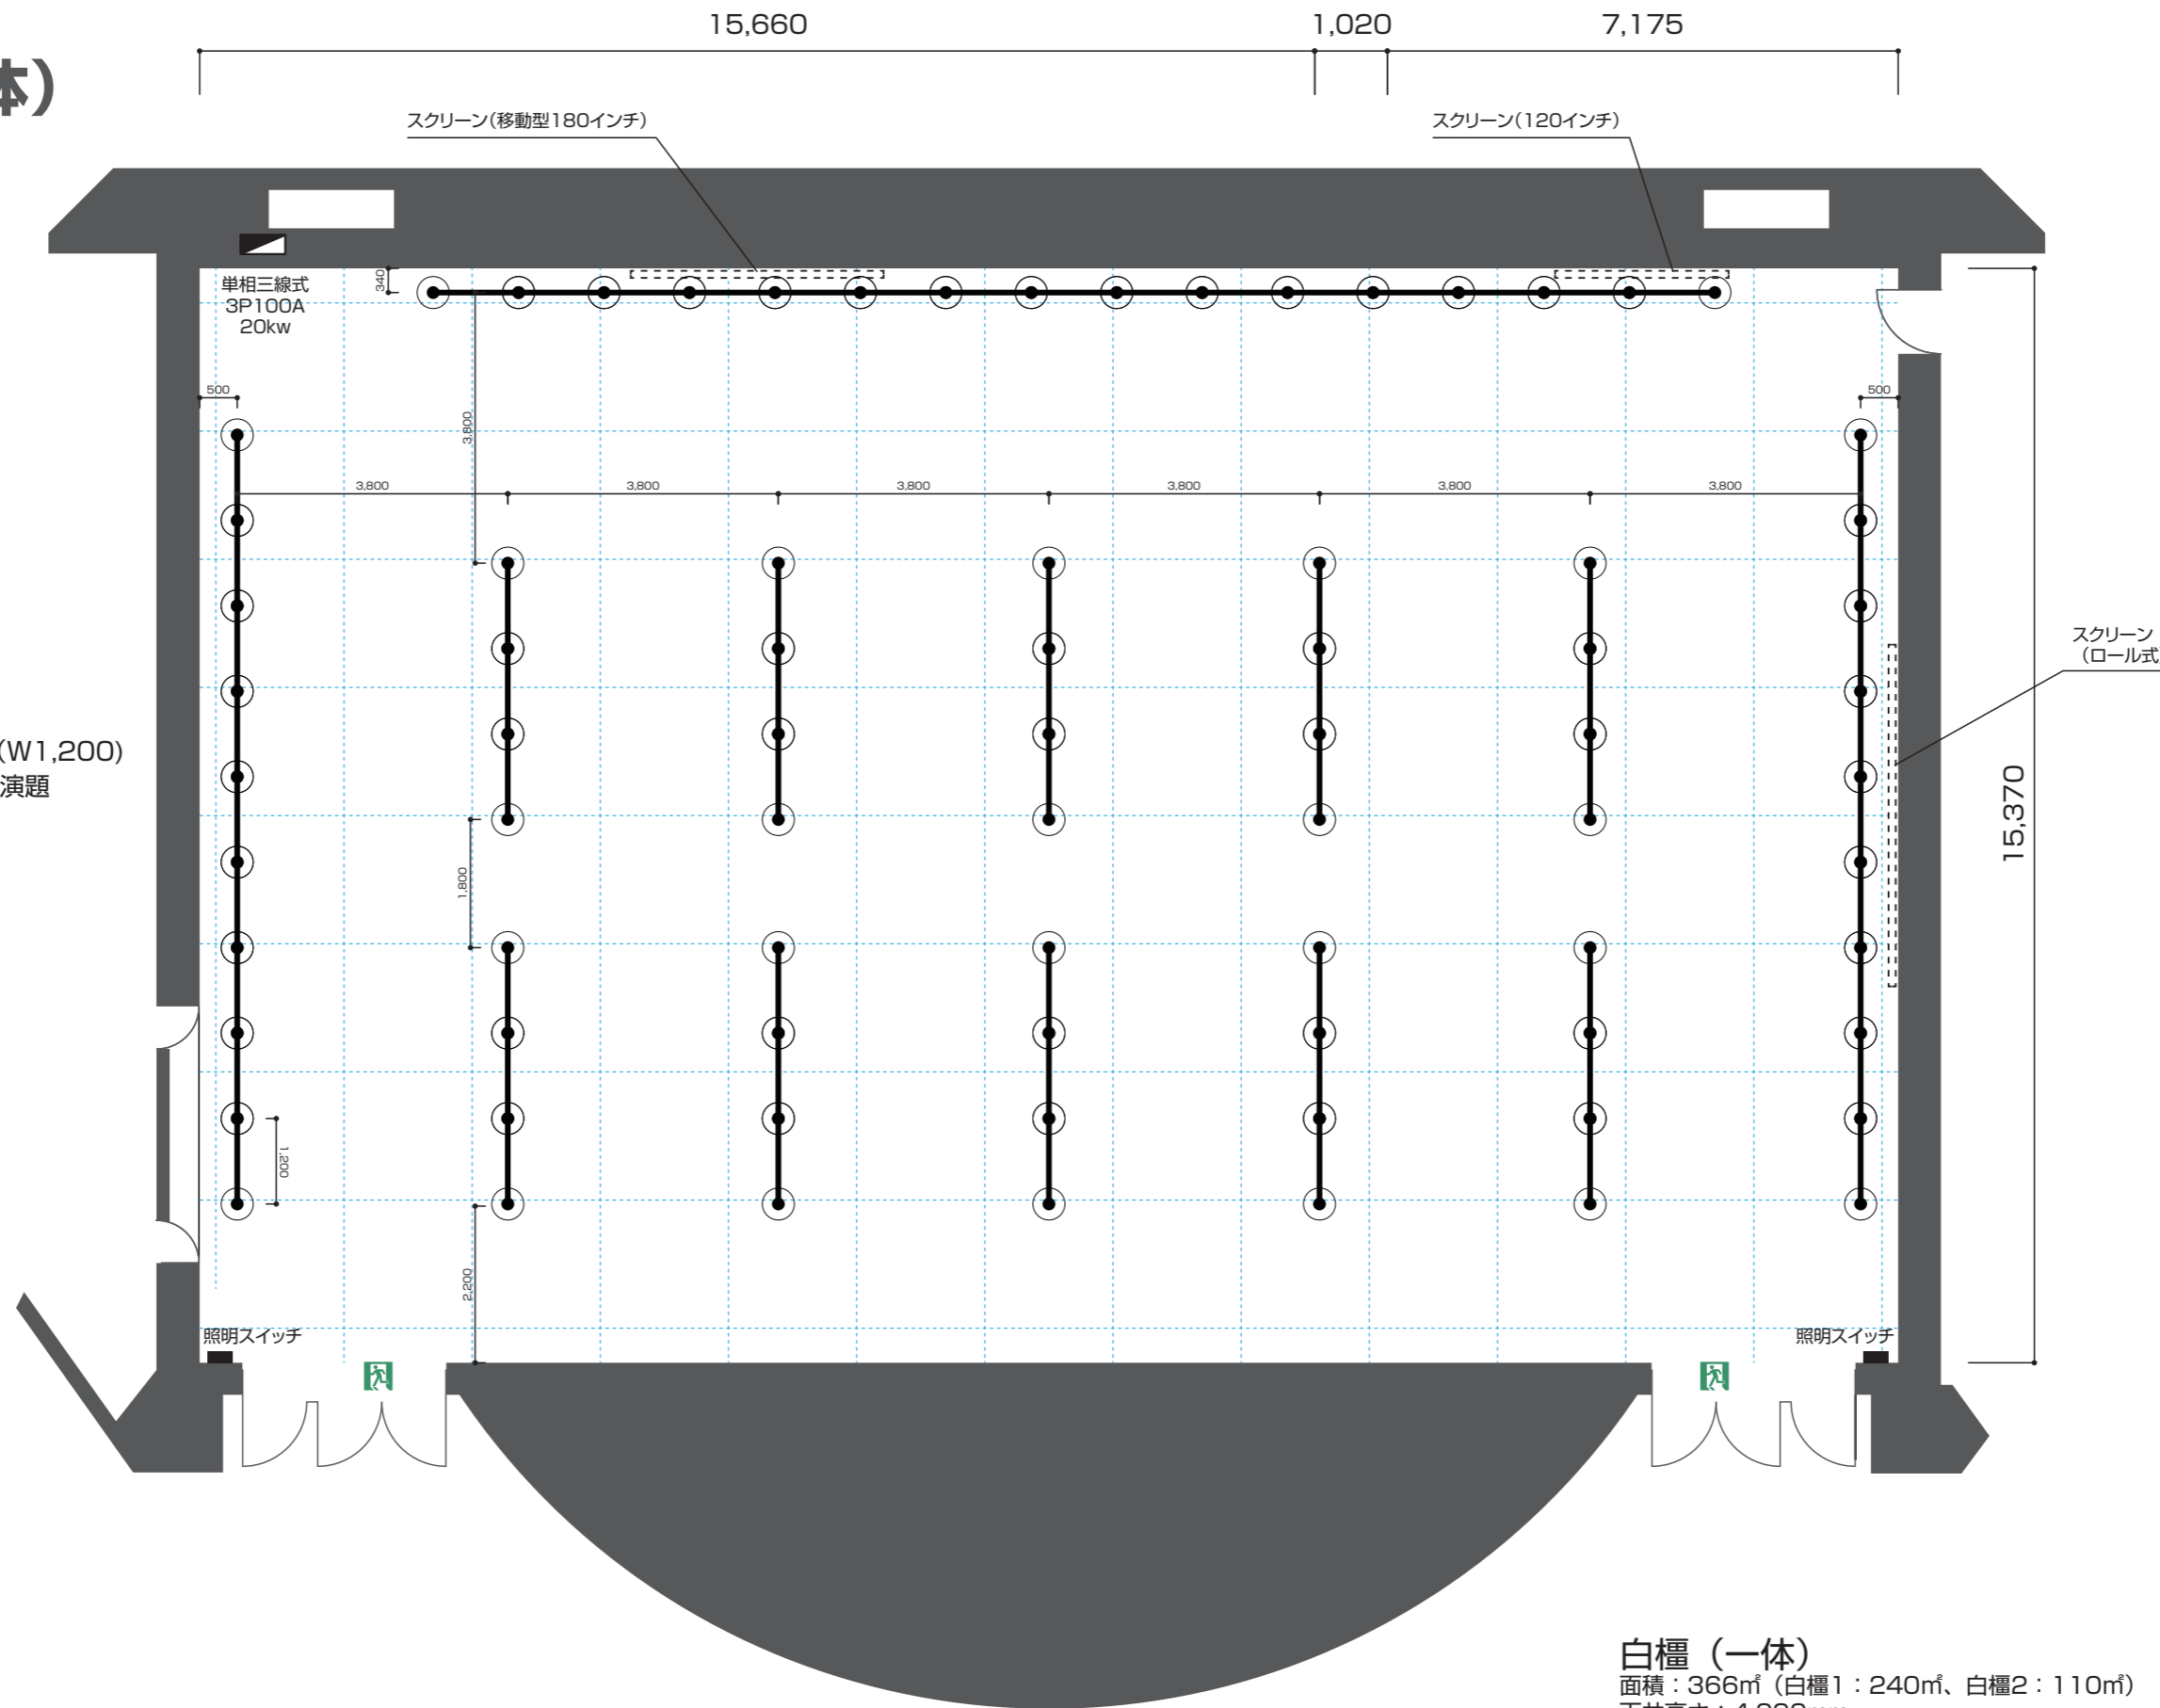 15,660
1,020
7,175
体）
スクリーン（移動型180インチ）
スクリーン（120インチ）
単相三線式
3P100A
20kw
340
500
500
3,800
3,800
3,800
3,800
3,800
3,800
3,800
スクリーン
（ロール式
(W1,200)
演題
15,370
1,800
1,200
2,200
照明スイッチ
照明スイッチ
白橿（一体）
面積：366㎡（白橿1：240㎡、白橿2：110㎡）